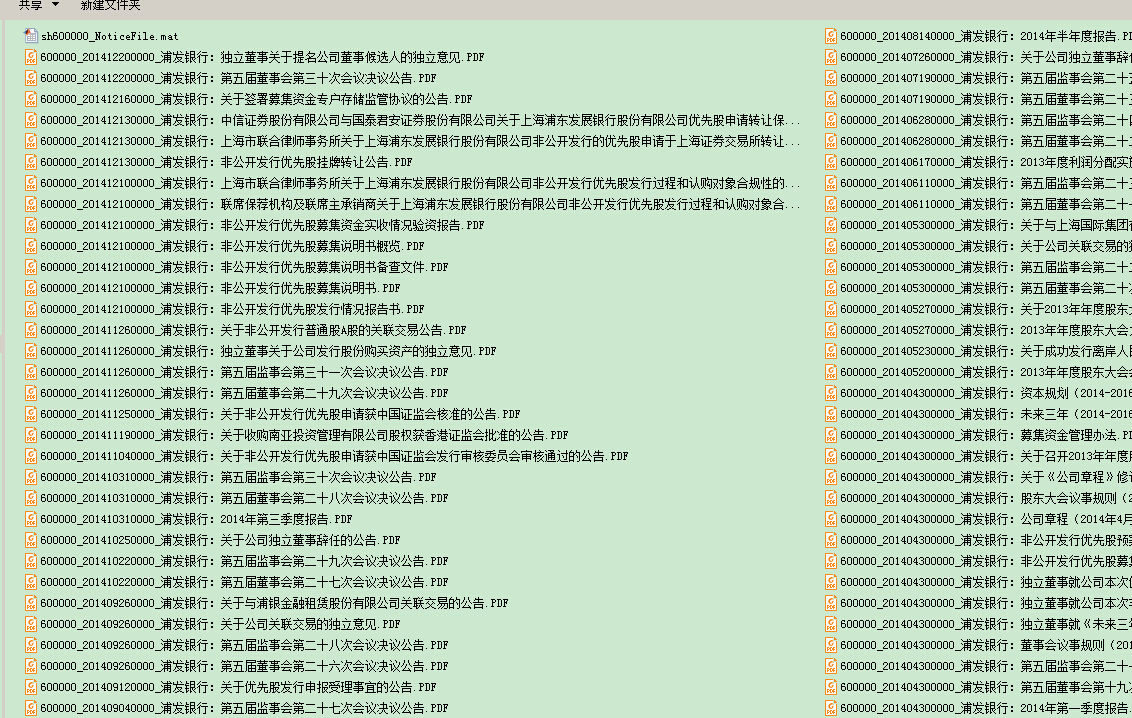 共享 新建文件夹
sh600000_NoticeFile.mat
600000_201412200000_浦发银行：独立董事关于提名公司董事候选人的独立意见.PDF
600000_201412200000_浦发银行：第五届董事会第三十次会议决议公告.PDF
600000_201412160000_浦发银行：关于签署募集资金专户存储监管协议的公告.PDF
600000_201412130000_浦发银行：中信证券股份有限公司与国泰君安证券股份有限公司关于上海浦东发展银行股份有限公司优先股申请转让保...
600000_201412130000_浦发银行：上海市联合律师事务所关于上海浦东发展银行股份有限公司非公开发行的优先股申请于上海证券交易所转让...
600000_201412130000_浦发银行：非公开发行优先股挂牌转让公告.PDF
600000_201412100000_浦发银行：上海市联合律师事务所关于上海浦东发展银行股份有限公司非公开发行优先股发行过程和认购对象合规性的...
600000_201412100000_浦发银行：联席保荐机构及联席主承销商关于上海浦东发展银行股份有限公司非公开发行优先股发行过程和认购对象合...
600000_201412100000_浦发银行：非公开发行优先股募集资金实收情况验资报告.PDF
600000_201412100000_浦发银行：非公开发行优先股募集说明书概览.PDF
600000_201412100000_浦发银行：非公开发行优先股募集说明书备查文件.PDF
600000_201412100000_浦发银行：非公开发行优先股募集说明书.PDF
600000_201412100000_浦发银行：非公开发行优先股发行情况报告书.PDF
600000_201411260000_浦发银行：关于非公开发行普通股A股的关联交易公告.PDF
600000_201411260000_浦发银行：独立董事关于公司发行股份购买资产的独立意见.PDF
600000_201411260000_浦发银行：第五届监事会第三十一次会议决议公告.PDF
600000_201411260000_浦发银行：第五届董事会第二十九次会议决议公告.PDF
600000_201411250000_浦发银行：关于非公开发行优先股申请获中国证监会核准的公告.PDF
600000_201411190000_浦发银行：关于收购南亚投资管理有限公司股权获香港证监会批准的公告.PDF
600000_201411040000_浦发银行：关于非公开发行优先股申请获中国证监会发行审核委员会审核通过的公告.PDF
600000_201410310000_浦发银行：第五届监事会第三十次会议决议公告.PDF
600000_201410310000_浦发银行：第五届董事会第二十八次会议决议公告.PDF
600000_201410310000_浦发银行：2014年第三季度报告.PDF
600000_201410250000_浦发银行：关于公司独立董事辞任的公告.PDF
600000_201410220000_浦发银行：第五届监事会第二十九次会议决议公告.PDF
600000_201410220000_浦发银行：第五届董事会第二十七次会议决议公告.PDF
600000_201409260000_浦发银行：关于与浦银金融租赁股份有限公司关联交易的公告.PDF
600000_201409260000_浦发银行：关于公司关联交易的独立意见.PDF
600000_201409260000_浦发银行：第五届监事会第二十八次会议决议公告.PDF
600000_201409260000_浦发银行：第五届董事会第二十六次会议决议公告.PDF
600000_201409120000_浦发银行：关于优先股发行申报受理事宜的公告.PDF
600000_201409040000_浦发银行：第五届监事会第二十七次会议决议公告.PDF
600000_201408140000_浦发银行：2014年半年度报告.PD
600000_201407260000_浦发银行：关于公司独立董事辞
600000_201407190000_浦发银行：第五届监事会第二十五
600000_201407190000_浦发银行：第五届董事会第二十三
600000_201406280000_浦发银行：第五届监事会第二十四
600000_201406280000_浦发银行：第五届董事会第二十二
600000_201406170000_浦发银行：2013年度利润分配实施
600000_201406110000_浦发银行：第五届监事会第二十三
600000_201406110000_浦发银行：第五届董事会第二十一
600000_201405300000_浦发银行：关于与上海国际集团
600000_201405300000_浦发银行：关于公司关联交易的
600000_201405300000_浦发银行：第五届监事会第二十二
600000_201405300000_浦发银行：第五届董事会第二十次
600000_201405270000_浦发银行：关于2013年年度股东
600000_201405270000_浦发银行：2013年年度股东大会
600000_201405230000_浦发银行：关于成功发行离岸人
600000_201405200000_浦发银行：2013年年度股东大会
600000_201404300000_浦发银行：资本规划（2014-2016
600000_201404300000_浦发银行：未来三年（2014-2016
600000_201404300000_浦发银行：募集资金管理办法.PD
600000_201404300000_浦发银行：关于召开2013年年度
600000_201404300000_浦发银行：关于《公司章程》修
600000_201404300000_浦发银行：股东大会议事规则（2
600000_201404300000_浦发银行：公司章程（2014年4月
600000_201404300000_浦发银行：非公开发行优先股预
600000_201404300000_浦发银行：非公开发行优先股募
600000_201404300000_浦发银行：独立董事就公司本次
600000_201404300000_浦发银行：独立董事就公司本次
600000_201404300000_浦发银行：独立董事就《未来三
600000_201404300000_浦发银行：董事会议事规则（201
600000_201404300000_浦发银行：第五届监事会第二十一
600000_201404300000_浦发银行：第五届董事会第十九
600000_201404300000_浦发银行：2014年第一季度报告.